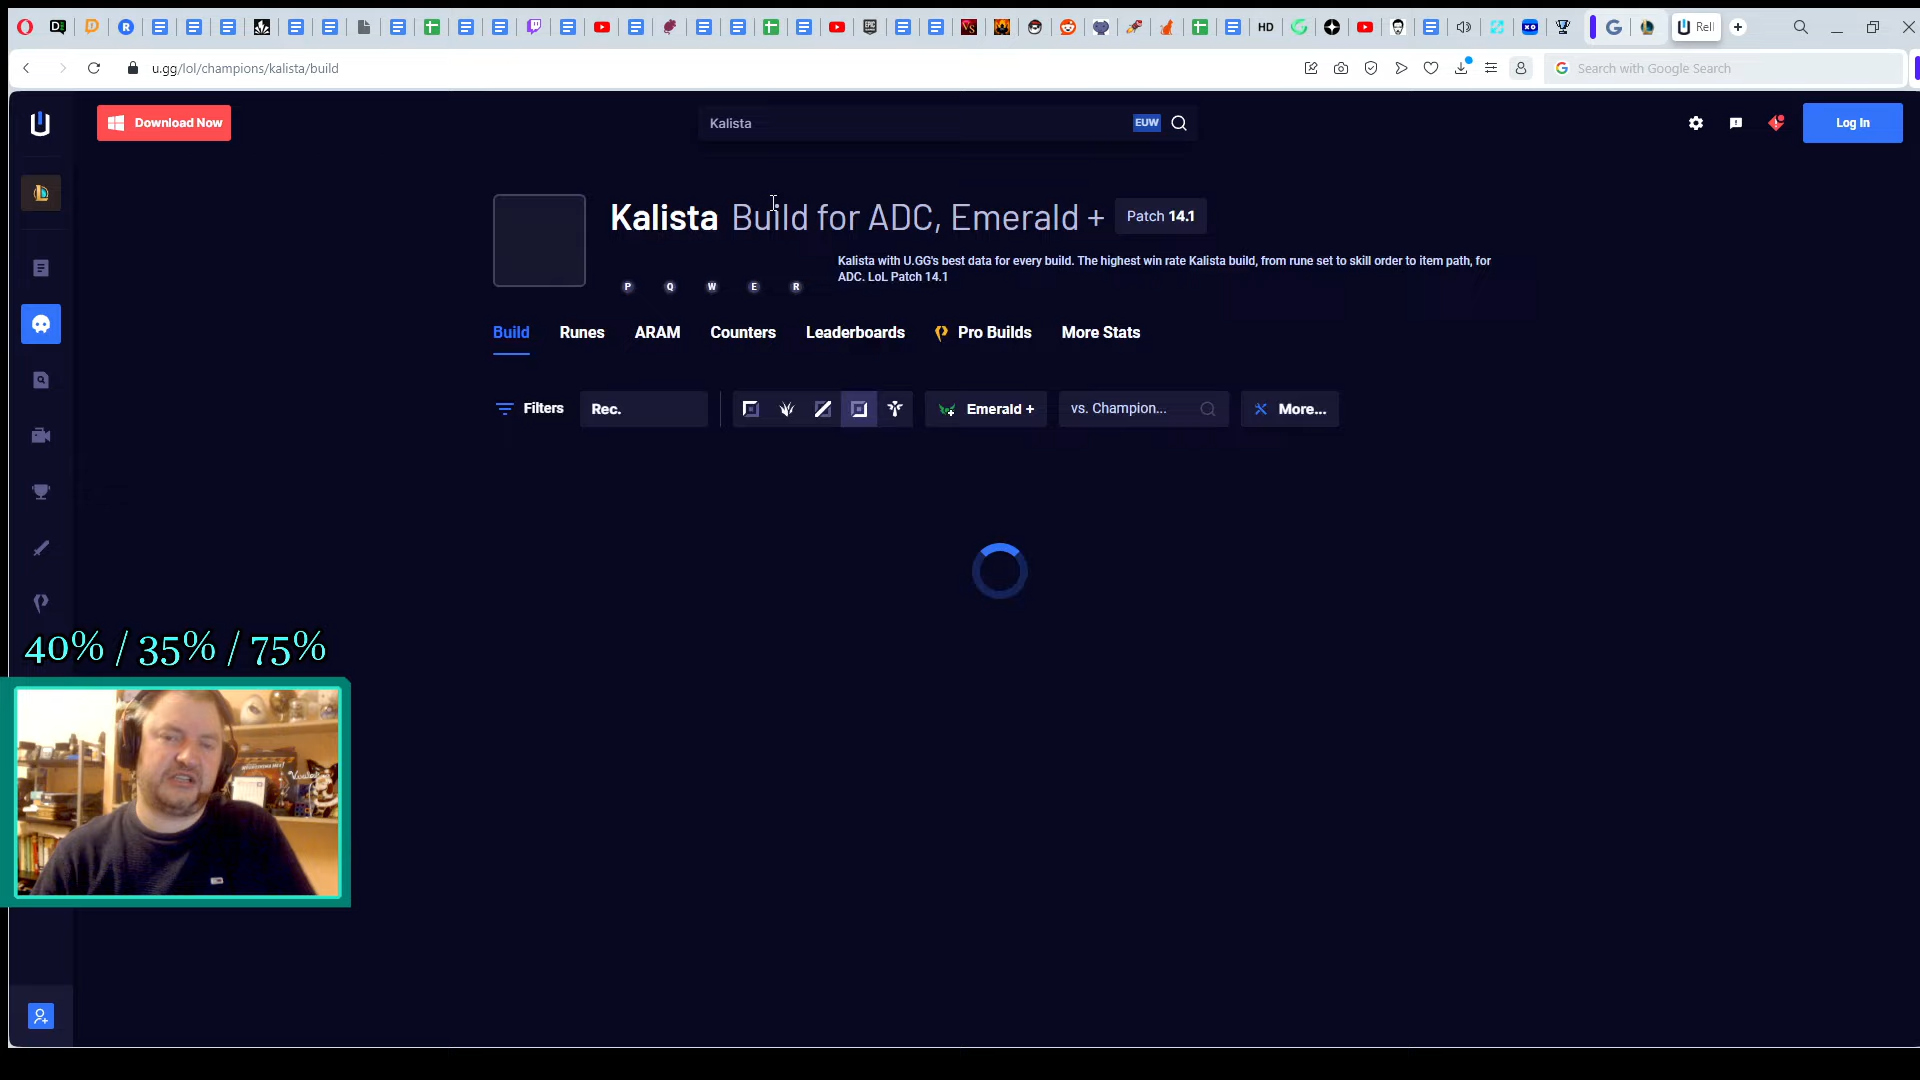 HD
Rell
u.gg/lol/champions/kalista/build
Search with Google Search
Download Now
Kalista
EUW
Log In
Kalista Build for ADC, Emerald +
Patch 14.1
Kalista with U.GG's best data for every build. The highest win rate Kalista build, from rune set to skill order to item path, for
ADC. LoL Patch 14.1
P Q W E R
Build Runes ARAM Counters Leaderboards Pro Builds More Stats
Filters
Rec.
Emerald +
vs. Champion...
More...
40% / 35% / 75%